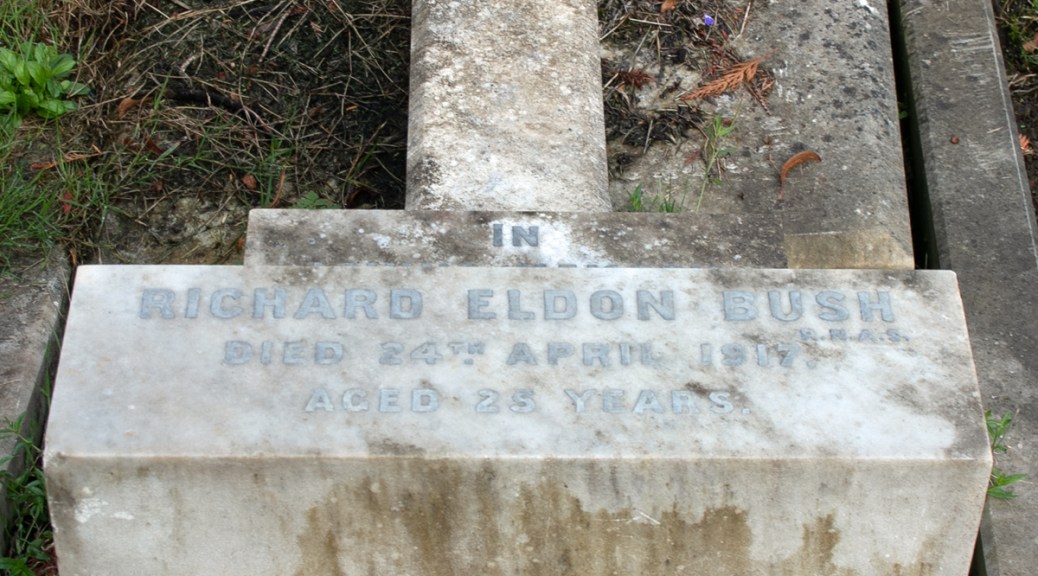 IN
RICHARD ELDON BUSH
R.N.A.S.
DIED 24TH APRIL 1917.
AGED 25 YEARS.